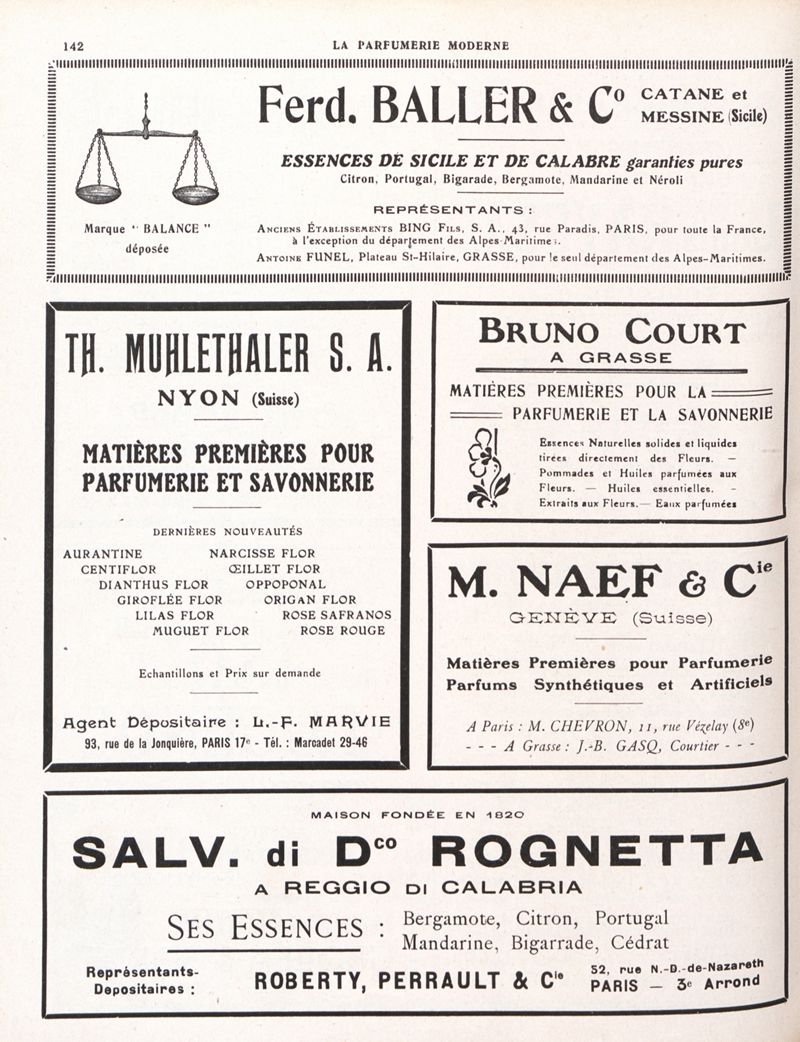 142
LA PARFUMERIE MODERNE
Ferd. BALLER & Cº
CATANE et
MESSINE (Sicile)
ESSENCES DE SICILE ET DE CALABRE garanties pures
Citron, Portugal, Bigarade, Bergamote, Mandarine et Néroli
Marque "BALANCE"
déposée
REPRÉSENTANTS :
ANCIENS ÉTABLISSEMENTS BING FILS, S. A., 43, rue Paradis, PARIS, pour toute la France,
à l'exception du département des Alpes-Maritimes.
ANTOINE FUNEL, Plateau St-Hilaire, GRASSE, pour le seul département des Alpes-Maritimes.
TH. MUHLETHALER S. A.
NYON (Suisse)
MATIÈRES PREMIÈRES POUR
PARFUMERIE ET SAVONNERIE
DERNIÈRES NOUVEAUTÉS
AURANTINE NARCISSE FLOR
CENTIFLOR ŒILLET FLOR
DIANTHUS FLOR OPPOPONAL
GIROFLÉE FLOR ORIGAN FLOR
LILAS FLOR ROSE SAFRANOS
MUGUET FLOR ROSE ROUGE
Echantillons et Prix sur demande
Agent Dépositaire : L.-F. MARVIE
93, rue de la Jonquière, PARIS 17e - Tél. : Marcadet 29-46
BRUNO COURT
A GRASSE
MATIÈRES PREMIÈRES POUR LA
PARFUMERIE ET LA SAVONNERIE
Essences Naturelles solides et liquides
tirées directement des Fleurs. —
Pommades et Huiles parfumées aux
Fleurs. — Huiles essentielles. -
Extraits aux Fleurs. — Eaux parfumées
M. NAEF & Cie
GENÈVE (Suisse)
Matières Premières pour Parfumerie
Parfums Synthétiques et Artificiels
A Paris : M. CHEVRON, 11, rue Vézelay (8e)
- - - A Grasse : J.-B. GASQ, Courtier - - -
MAISON FONDÉE EN 1820
SALV. di Dco ROGNETTA
A REGGIO DI CALABRIA
SES ESSENCES :
Bergamote, Citron, Portugal
Mandarine, Bigarrade, Cédrat
Représentants-
Depositaires :
ROBERTY, PERRAULT & Cie
52, rue N.-D.-de-Nazareth
PARIS — 3e Arrond